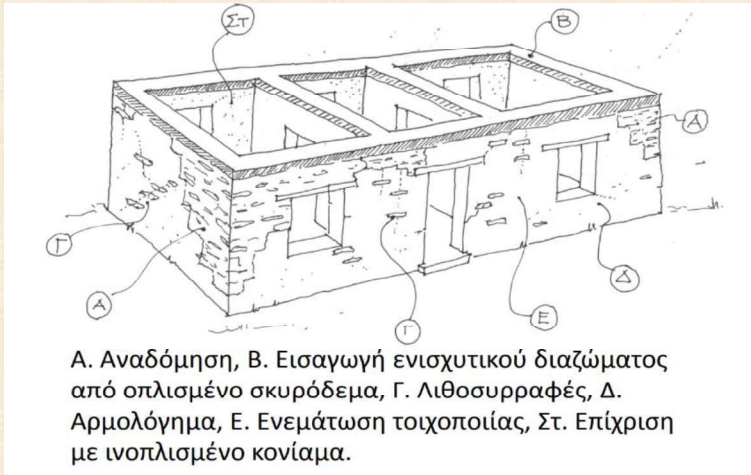 ΣΤ
Β
Α
Γ
Α
Γ
Ε
Δ
Α. Αναδόμηση, Β. Εισαγωγή ενισχυτικού διαζώματος
από οπλισμένο σκυρόδεμα, Γ. Λιθοσυρραφές, Δ.
Αρμολόγημα, Ε. Ενεμάτωση τοιχοποιίας, Στ. Επίχριση
με ινοπλισμένο κονίαμα.